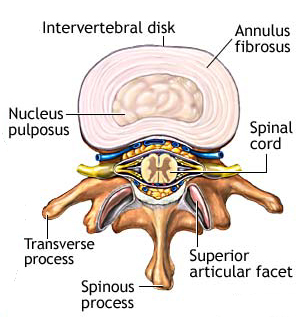 Intervertebral disk
Annulus
fibrosus
Nucleus
pulposus
Spinal
cord
Transverse
process
Superior
articular facet
Spinous
process